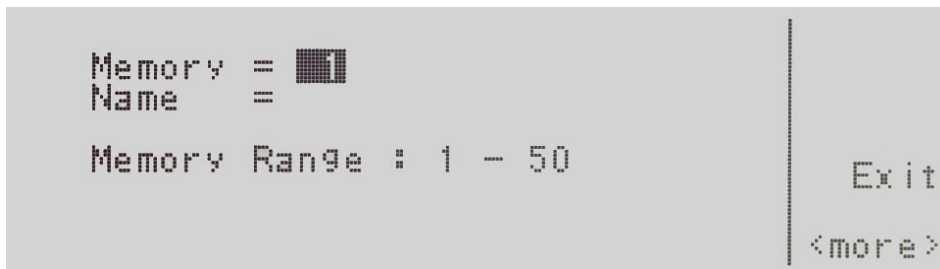 Memory = 1
Name =
Memory Range : 1 - 50
Exit
<more>